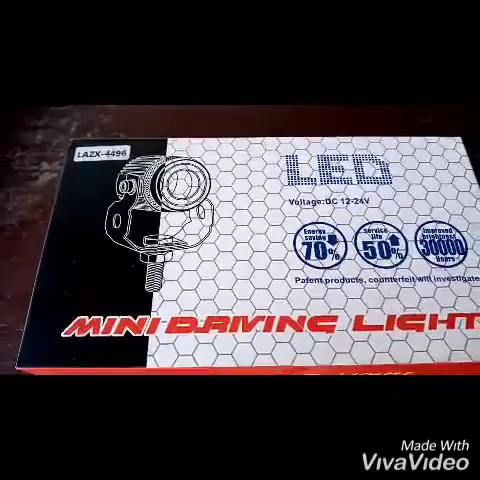 LAZX-4496
LED
Voltage:DC 12-24V
Energy saving 70%
service life 50%
Improved brightness 30000 Hours
Patent products, counterfeit will investigate
MINI DRIVING LIGHT
Made With
VivaVideo